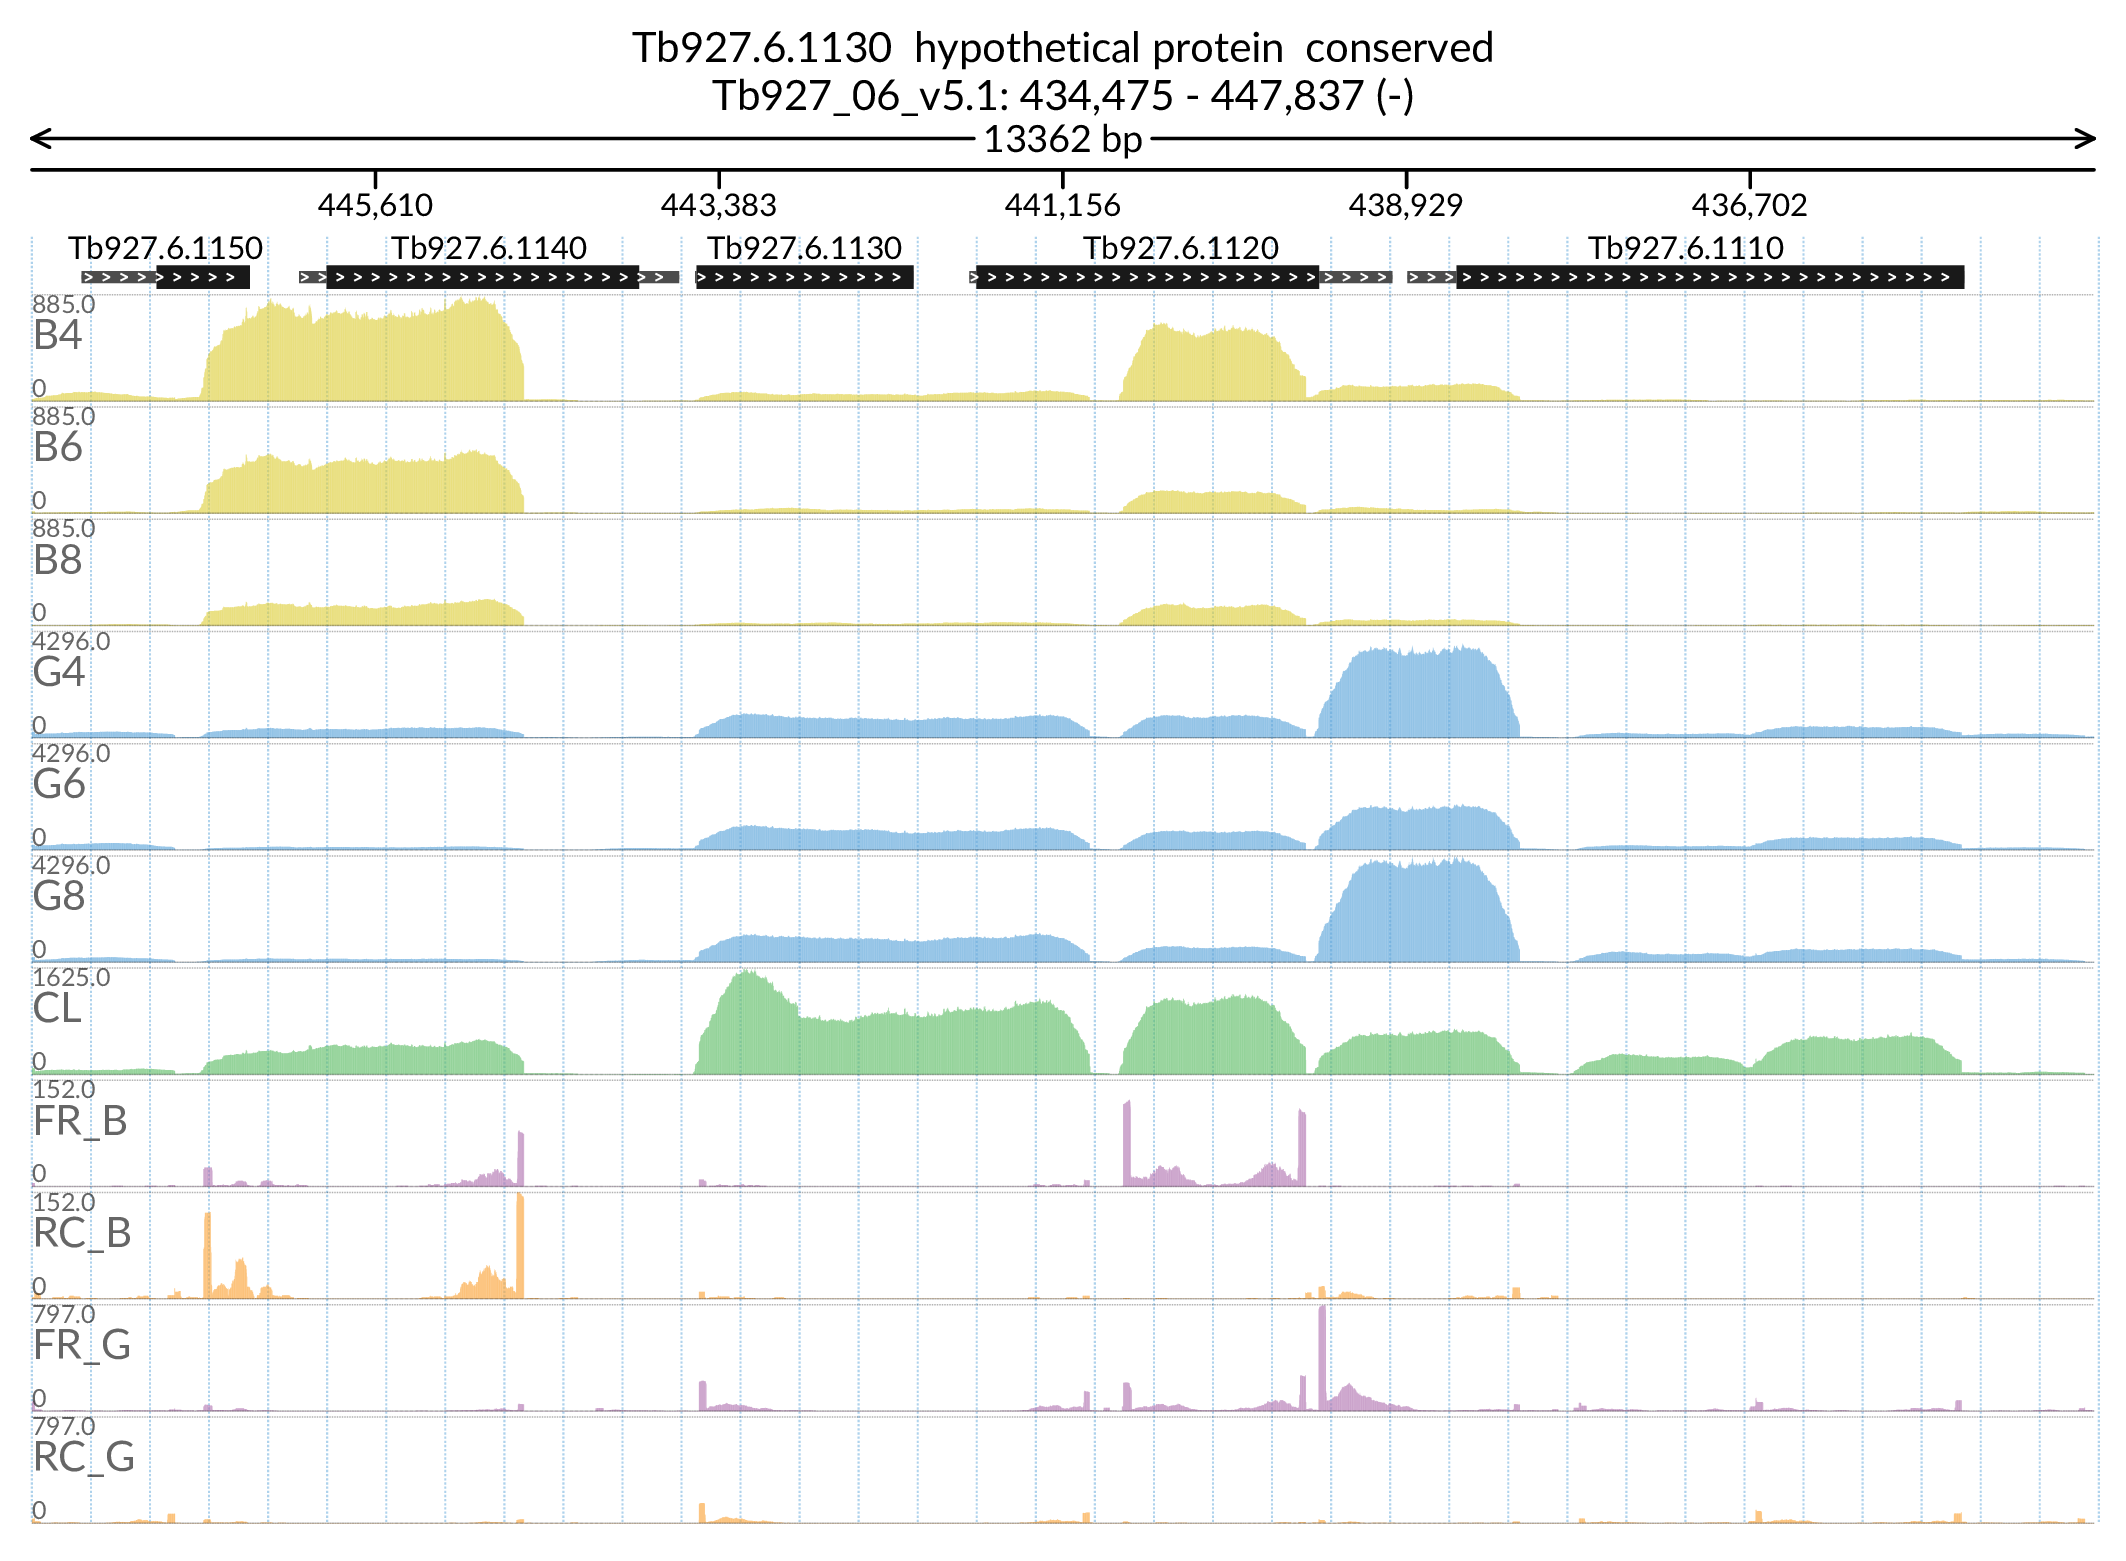 Tb927.6.1130 hypothetical protein conserved
Tb927_06_v5.1: 434,475 - 447,837 (-)
13362 bp
445,610 443,383 441,156 438,929 436,702
Tb927.6.1150 Tb927.6.1140 Tb927.6.1130 Tb927.6.1120 Tb927.6.1110
885.0
B4
0
885.0
B6
0
885.0
B8
0
4296.0
G4
0
4296.0
G6
0
4296.0
G8
0
1625.0
CL
0
152.0
FR_B
0
152.0
RC_B
0
797.0
FR_G
0
797.0
RC_G
0